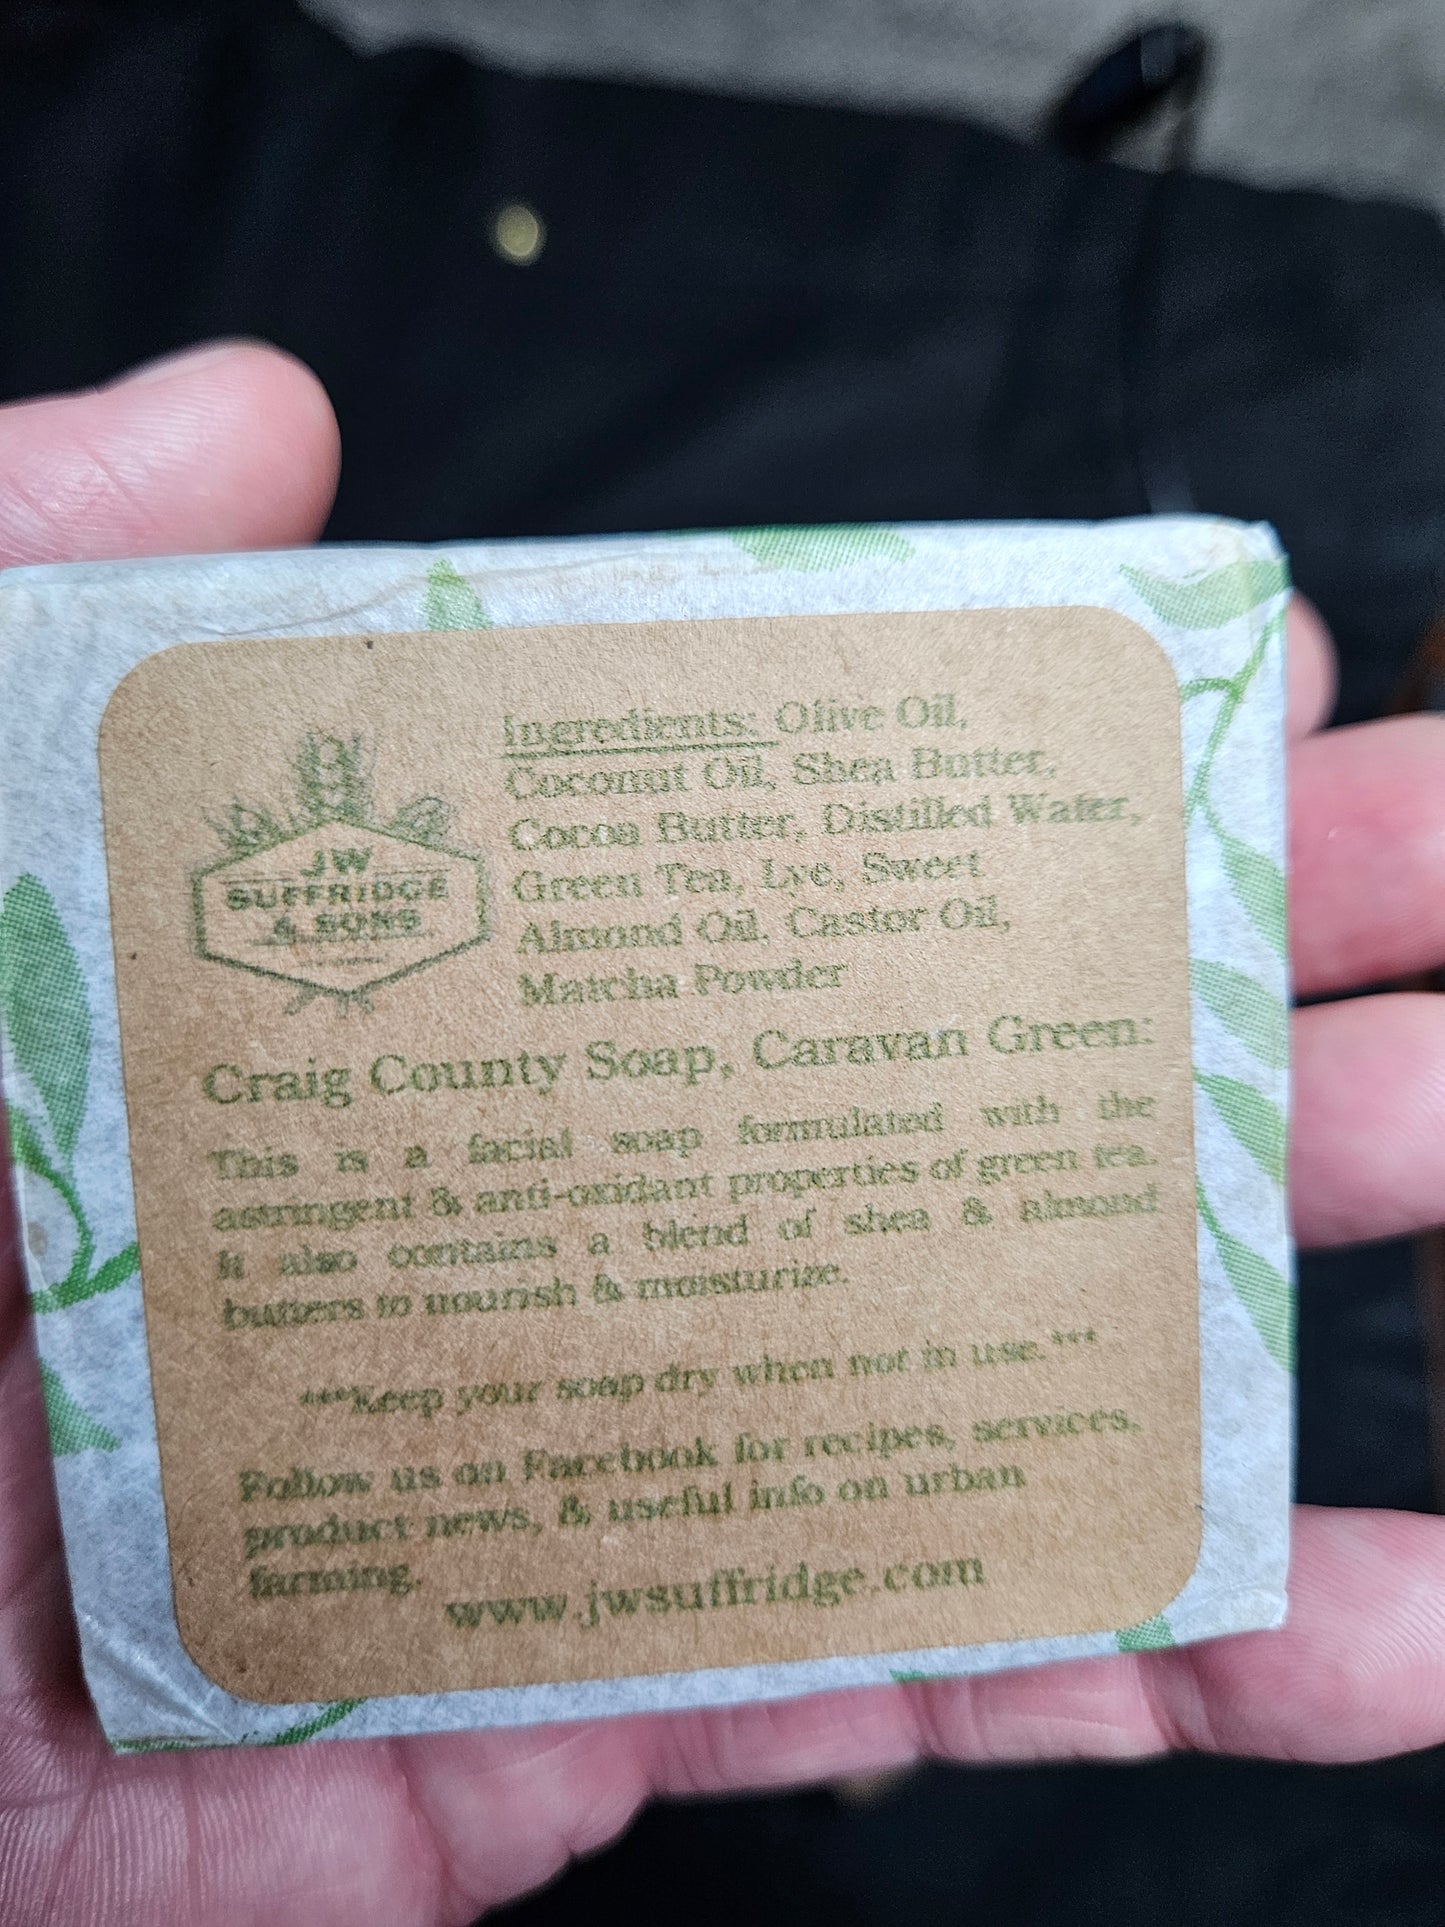 JW
SUFFRIDGE
& SONS
Ingredients: Olive Oil,
Coconut Oil, Shea Butter,
Cocoa Butter, Distilled Water,
Green Tea, Lye, Sweet
Almond Oil, Castor Oil,
Matcha Powder
Craig County Soap, Caravan Green:
This is a facial soap formulated with the
astringent & anti-oxidant properties of green tea.
It also contains a blend of shea & almond
butters to nourish & moisturize.
***Keep your soap dry when not in use.***
Follow us on Facebook for recipes, services,
product news, & useful info on urban
farming.
www.jwsuffridge.com